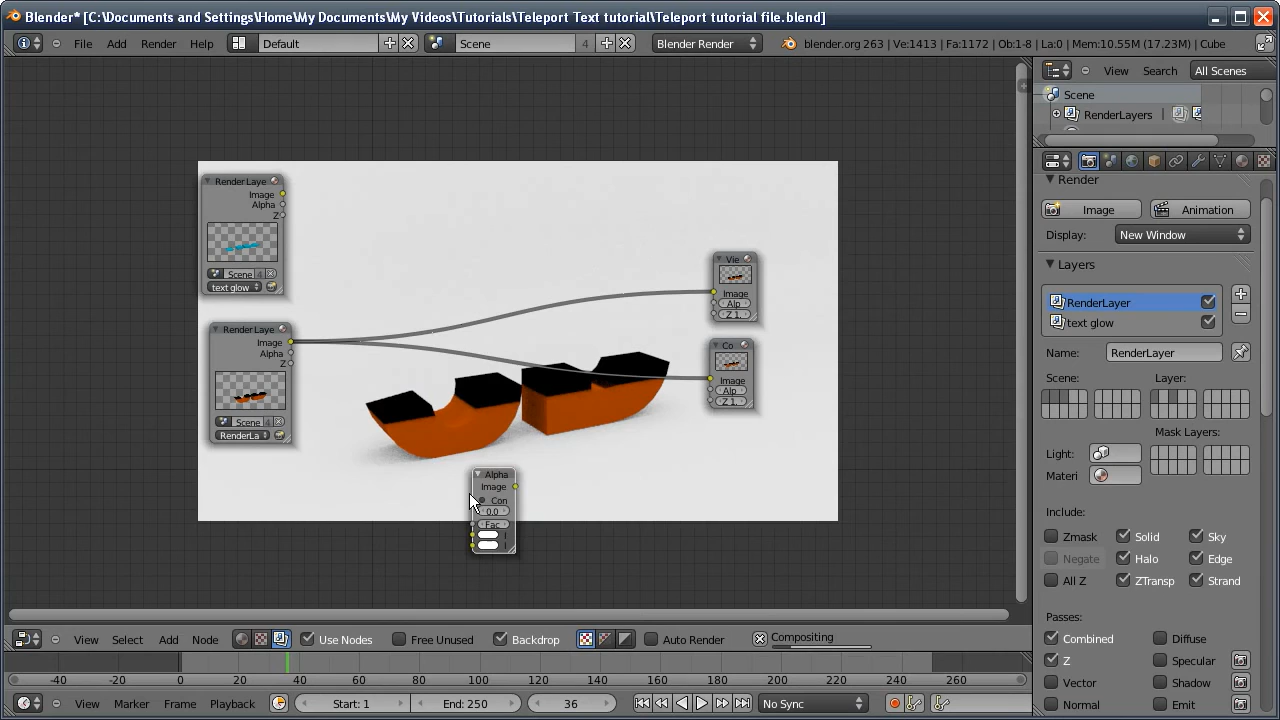 Blender* [C:\Documents and Settings\Home\My Documents\My Videos\Tutorials\Teleport Text tutorial\Teleport tutorial file.blend]
File Add Render Help Default Scene 4 Blender Render blender.org 263 | Ve:1413 | Fa:1172 | Ob:1-8 | La:0 | Mem:10.55M (17.23M) | Cube
View Search All Scenes
Scene
RenderLayers |
Render
Image Animation
Display: New Window
Layers
RenderLayer
text glow
Name: RenderLayer
Scene: Layer:
Mask Layers:
Light:
Materi
Include:
Zmask Solid Sky
Negate Halo Edge
All Z ZTransp Strand
Passes:
Combined Diffuse
Z Specular
Vector Shadow
Normal Emit
Render Laye
Image
Alpha
Z
Scene 4
text glow
Render Laye
Image
Alpha
Z
Scene 4
RenderLa
Vie
Image
Alp
Z 1.
Co
Image
Alp
Z 1.
Alpha
Image
Con
0.0
Fac
View Select Add Node Use Nodes Free Unused Backdrop Auto Render Compositing
-40 -20 0 20 40 60 80 100 120 140 160 180 200 220 240 260
View Marker Frame Playback Start: 1 End: 250 36 No Sync